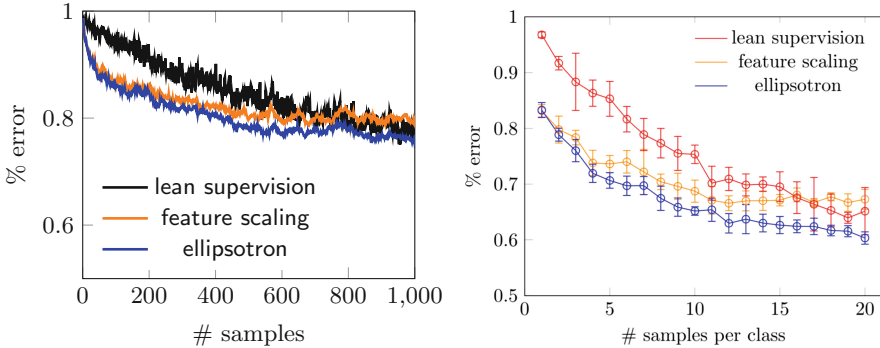 1
0.8
0.6
% error
0
200
400
600
800
1,000
# samples
lean supervision
feature scaling
ellipsotron
1
0.9
0.8
0.7
0.6
0.5
% error
0
5
10
15
20
# samples per class
lean supervision
feature scaling
ellipsotron